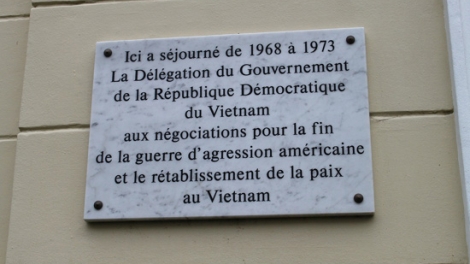 Ici a séjourné de 1968 à 1973
La Délégation du Gouvernement
de la République Démocratique
du Vietnam
aux négociations pour la fin
de la guerre d'agression américaine
et le rétablissement de la paix
au Vietnam